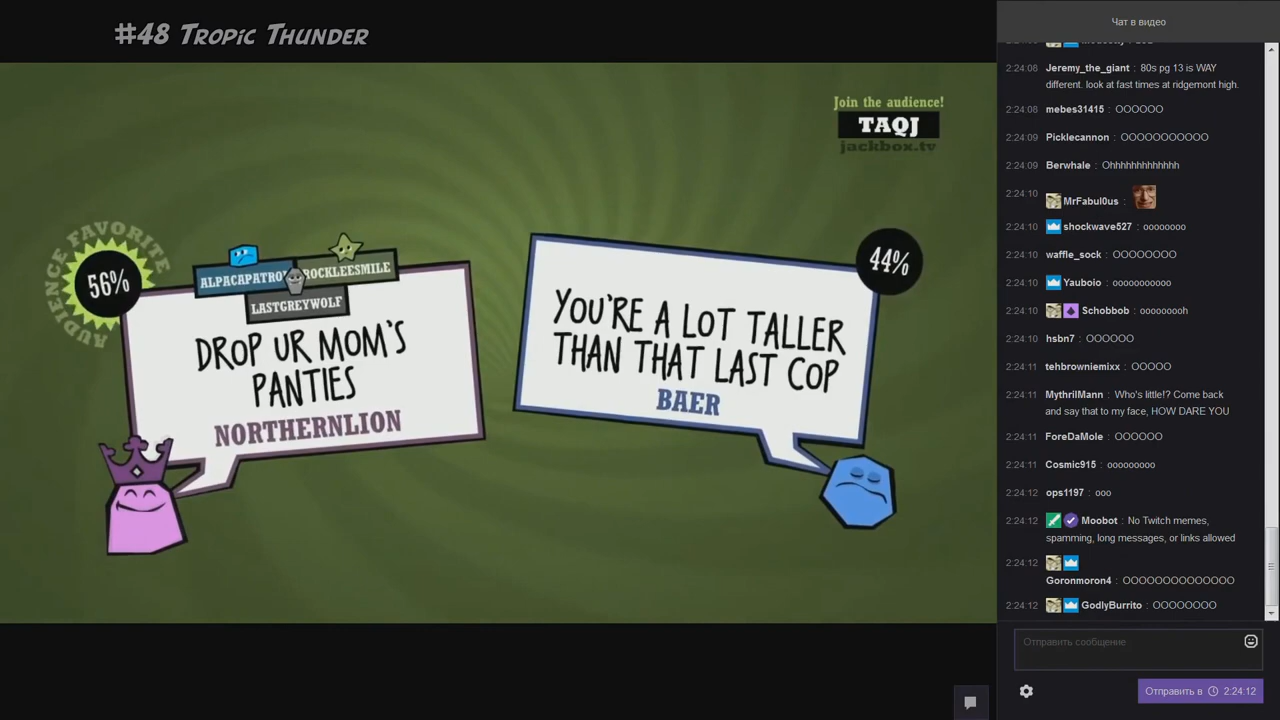 #48 Tropic Thunder
Join the audience!
TAQJ
jackbox.tv
AUDIENCE FAVORITE
56%
ALPACAPATROL
ROCKLEESMILE
LASTGREYWOLF
DROP UR MOM'S
PANTIES
NORTHERNLION
44%
YOU'RE A LOT TALLER
THAN THAT LAST COP
BAER
Чат в видео
2:24:08 Jeremy_the_giant : 80s pg 13 is WAY
different. look at fast times at ridgemont high.
2:24:08 mebes31415 : OOOOOO
2:24:09 Picklecannon : OOOOOOOOOOO
2:24:09 Berwhale : Ohhhhhhhhhhhh
2:24:10 MrFabul0us :
2:24:10 shockwave527 : oooooooo
2:24:10 waffle_sock : OOOOOOOO
2:24:10 Yauboio : ooooooooooo
2:24:10 Schobbob : ooooooooh
2:24:10 hsbn7 : OOOOOO
2:24:11 tehbrowniemixx : OOOOO
2:24:11 MythrilMann : Who's little!? Come back
and say that to my face, HOW DARE YOU
2:24:11 ForeDaMole : OOOOOO
2:24:11 Cosmic915 : ooooooooo
2:24:12 ops1197 : ooo
2:24:12 Moobot : No Twitch memes,
spamming, long messages, or links allowed
2:24:12
Goronmoron4 : OOOOOOOOOOOOOO
2:24:12 GodlyBurrito : OOOOOOOO
Отправить сообщение
Отправить в 2:24:12